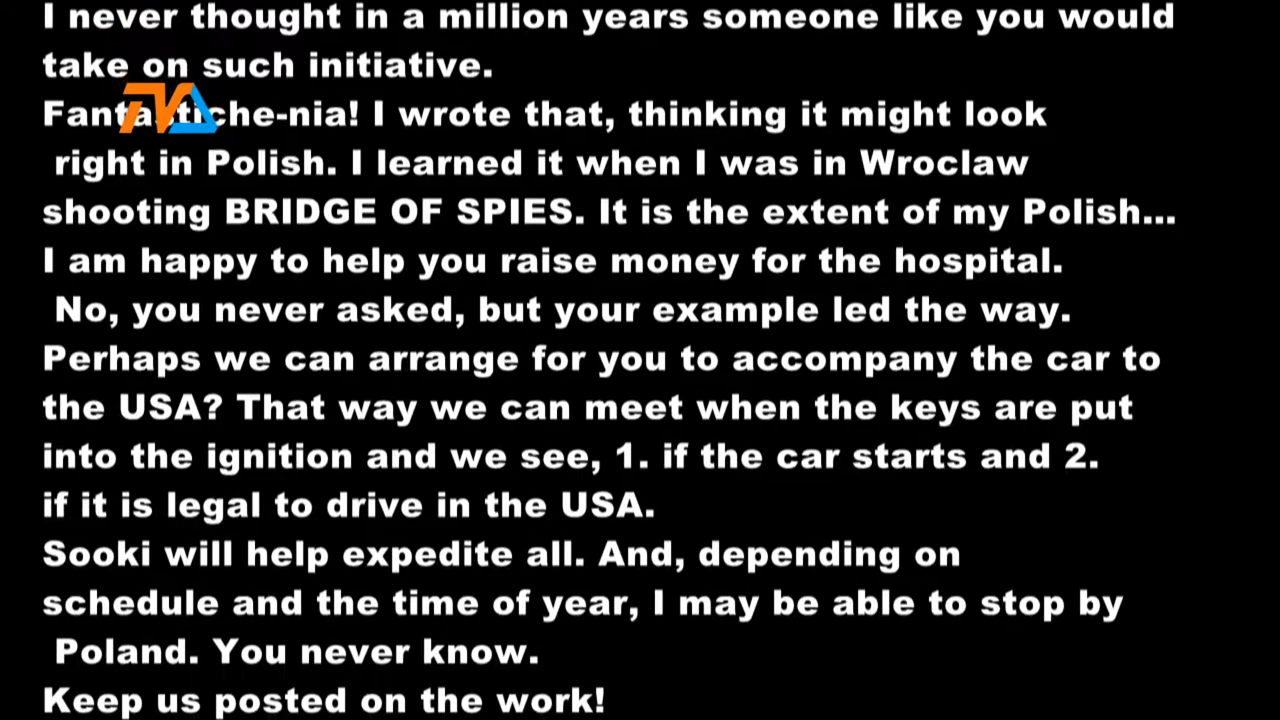 I never thought in a million years someone like you would
take on such initiative.
Fantastiche-nia! I wrote that, thinking it might look
right in Polish. I learned it when I was in Wroclaw
shooting BRIDGE OF SPIES. It is the extent of my Polish...
I am happy to help you raise money for the hospital.
No, you never asked, but your example led the way.
Perhaps we can arrange for you to accompany the car to
the USA? That way we can meet when the keys are put
into the ignition and we see, 1. if the car starts and 2.
if it is legal to drive in the USA.
Sooki will help expedite all. And, depending on
schedule and the time of year, I may be able to stop by
Poland. You never know.
Keep us posted on the work!